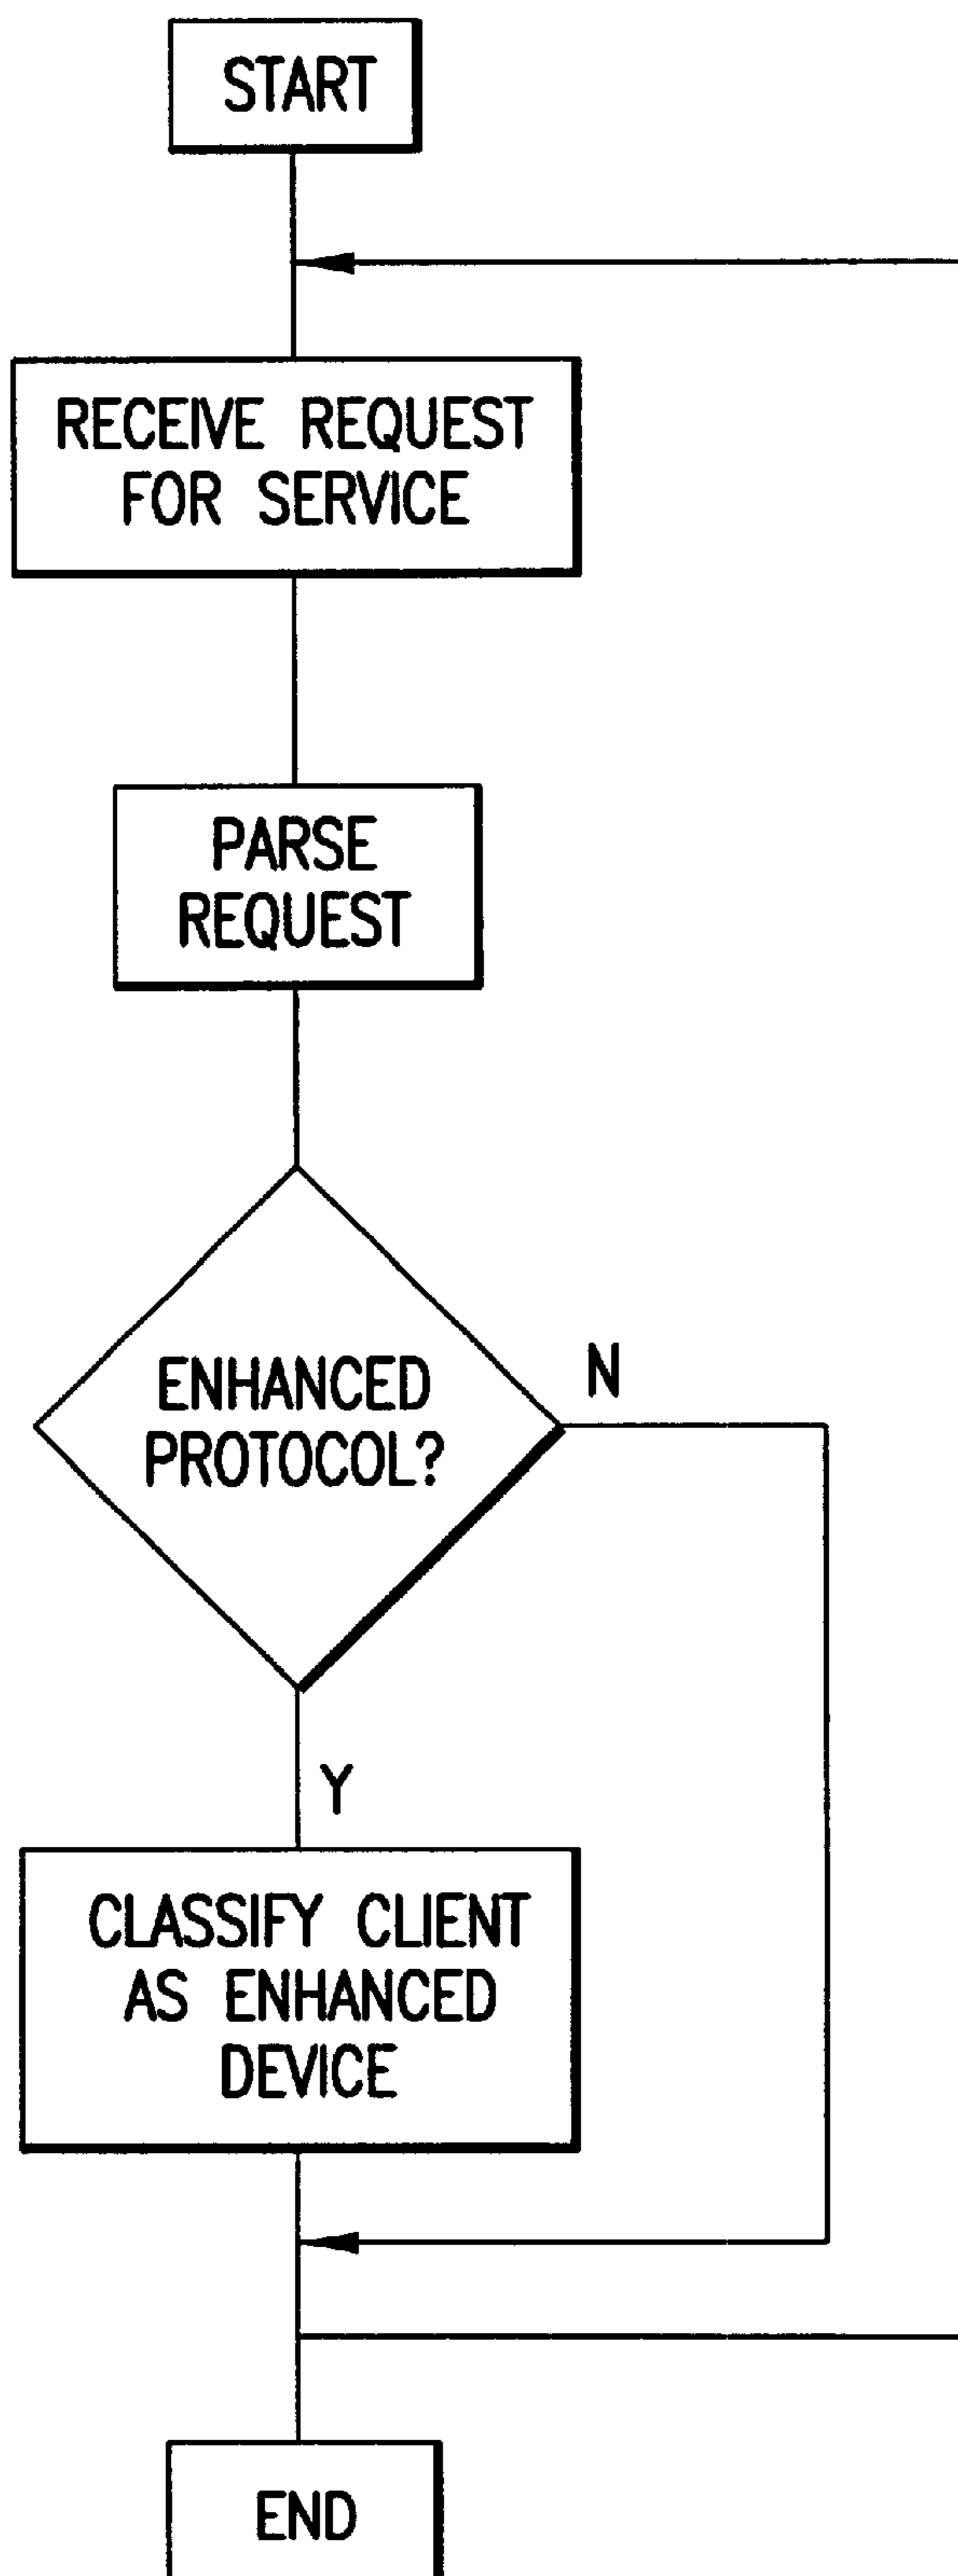 START
RECEIVE REQUEST
FOR SERVICE
PARSE
REQUEST
ENHANCED
PROTOCOL?
N
Y
CLASSIFY CLIENT
AS ENHANCED
DEVICE
END